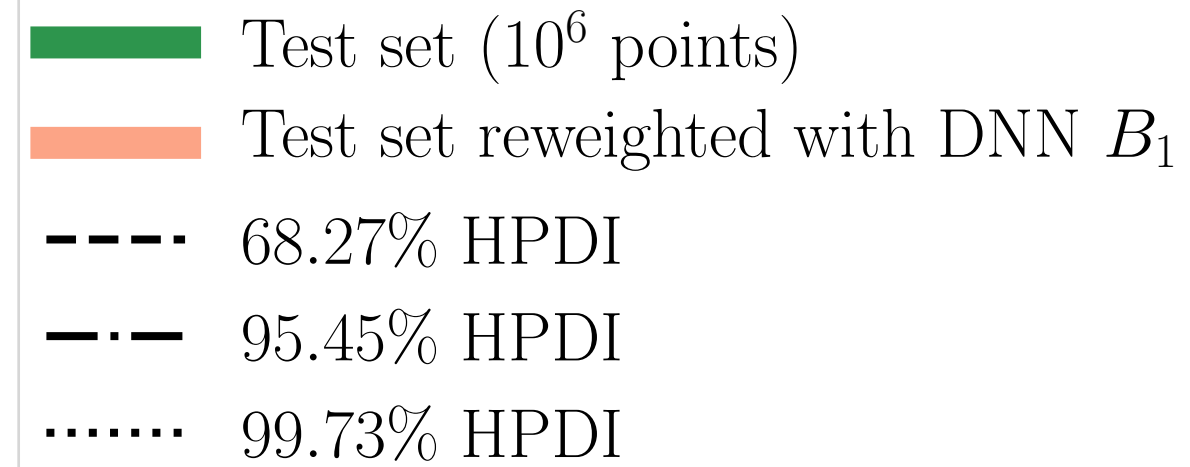 Test set (10⁶ points)
Test set reweighted with DNN B₁
68.27% HPDI
95.45% HPDI
99.73% HPDI